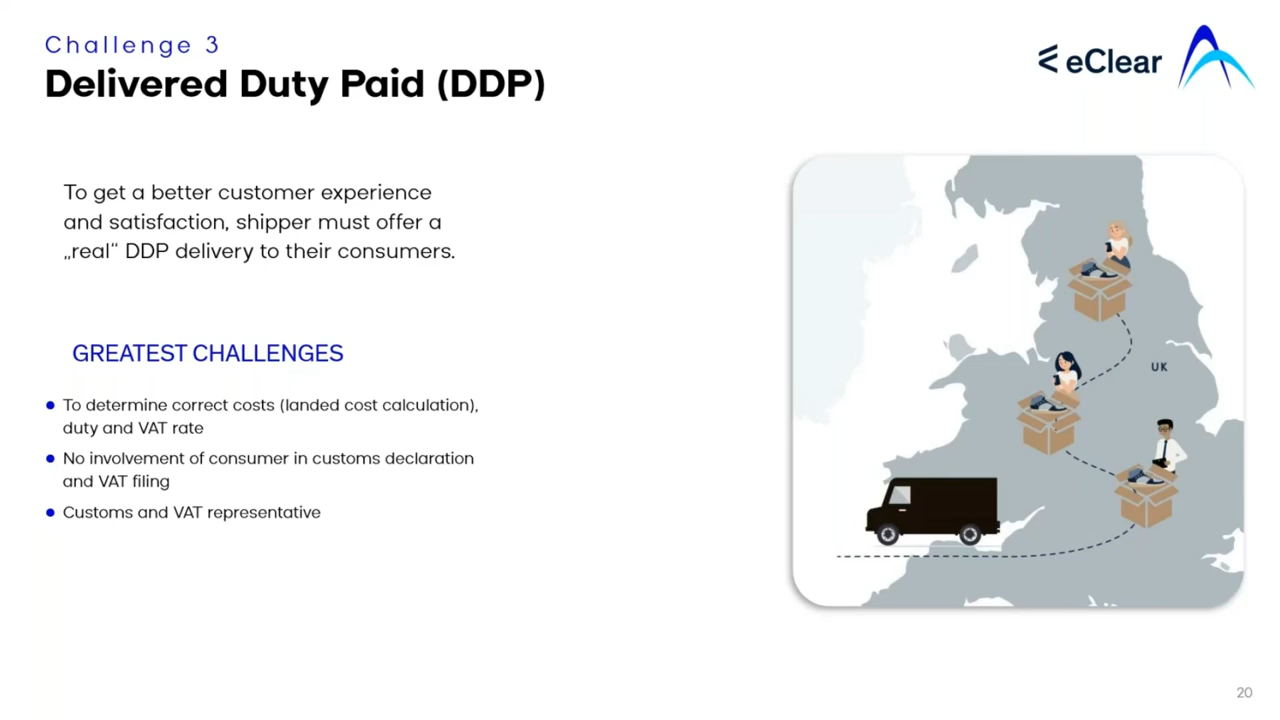 Challenge 3
Delivered Duty Paid (DDP)
eClear
To get a better customer experience
and satisfaction, shipper must offer a
„real“ DDP delivery to their consumers.
GREATEST CHALLENGES
To determine correct costs (landed cost calculation),
duty and VAT rate
No involvement of consumer in customs declaration
and VAT filing
Customs and VAT representative
UK
20